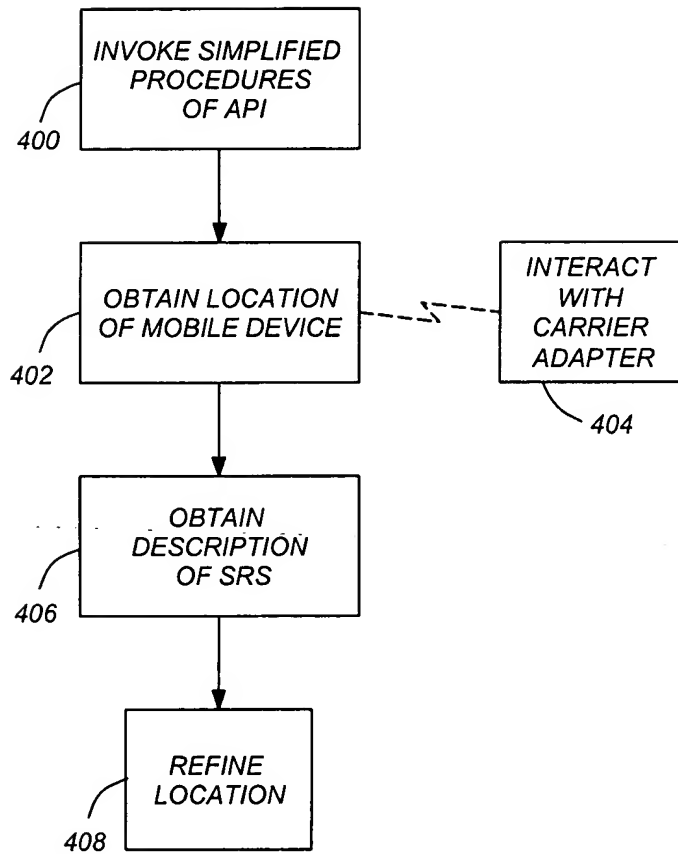 INVOKE SIMPLIFIED
PROCEDURES
OF API
400
OBTAIN LOCATION
OF MOBILE DEVICE
402
INTERACT
WITH
CARRIER
ADAPTER
404
OBTAIN
DESCRIPTION
OF SRS
406
REFINE
LOCATION
408